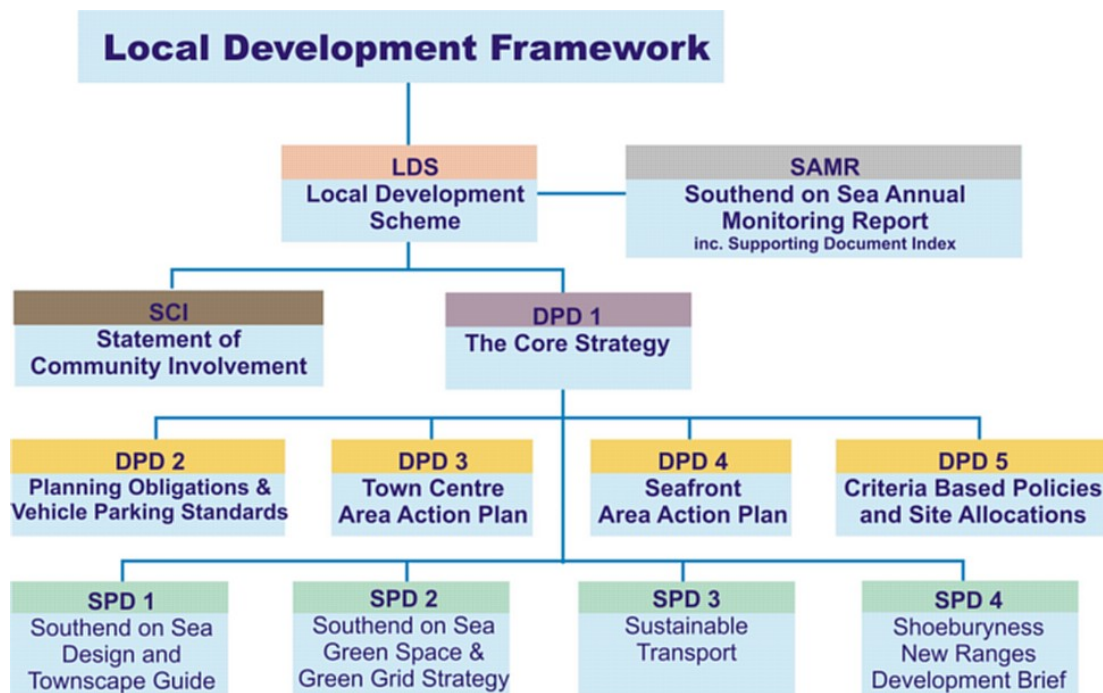 Local Development Framework
LDS
Local Development
Scheme
SAMR
Southend on Sea Annual
Monitoring Report
inc. Supporting Document Index
SCI
Statement of
Community Involvement
DPD 1
The Core Strategy
DPD 2
Planning Obligations &
Vehicle Parking Standards
DPD 3
Town Centre
Area Action Plan
DPD 4
Seafront
Area Action Plan
DPD 5
Criteria Based Policies
and Site Allocations
SPD 1
Southend on Sea
Design and
Townscape Guide
SPD 2
Southend on Sea
Green Space &
Green Grid Strategy
SPD 3
Sustainable
Transport
SPD 4
Shoeburyness
New Ranges
Development Brief